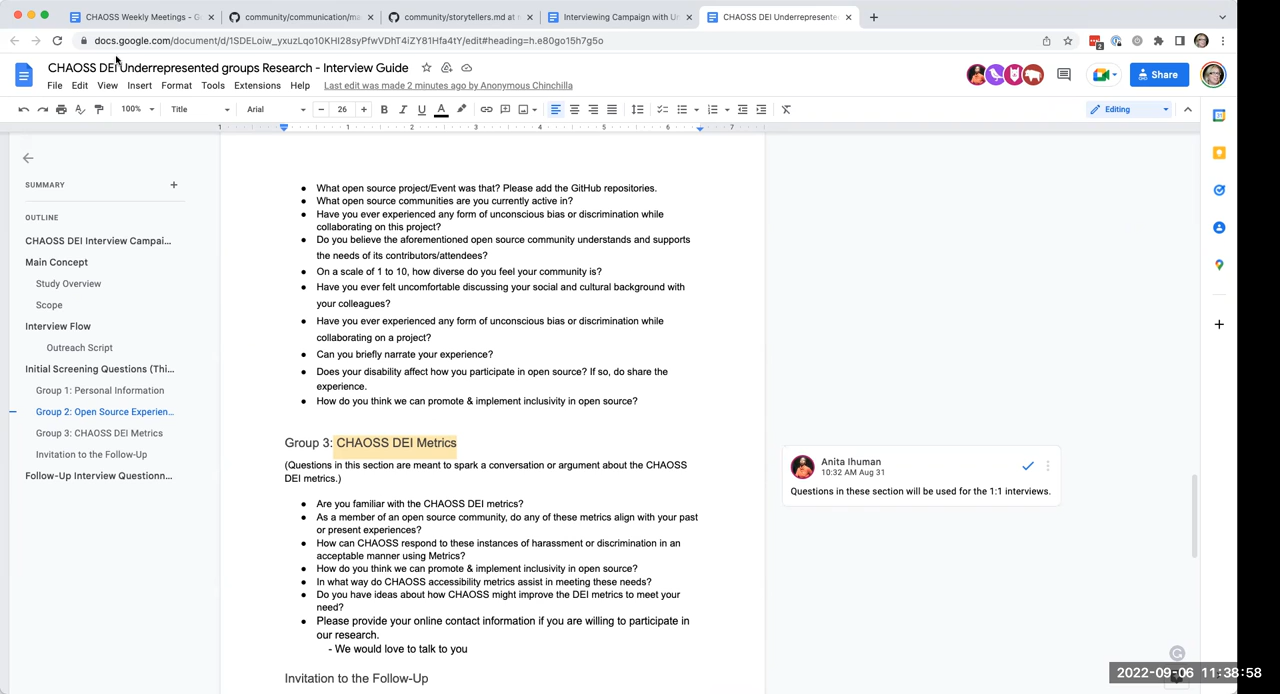 CHAOSS Weekly Meetings - G
community/communication/ma
community/storytellers.md at m
Interviewing Campaign with Un
CHAOSS DEI Underrepresente
docs.google.com/document/d/1SDELoiw_yxuzLqo10KHI28syPfwVDhT4iZY81Hfa4tY/edit#heading=h.e80go15h7g5o
2
CHAOSS DEI Underrepresented groups Research - Interview Guide
Share
File Edit View Insert Format Tools Extensions Help Last edit was made 2 minutes ago by Anonymous Chinchilla
100% Title Arial 26 B I U A Editing
1 1 2 3 4 5 6 7
SUMMARY
OUTLINE
CHAOSS DEI Interview Campai...
Main Concept
Study Overview
Scope
Interview Flow
Outreach Script
Initial Screening Questions (Thi...
Group 1: Personal Information
Group 2: Open Source Experien...
Group 3: CHAOSS DEI Metrics
Invitation to the Follow-Up
Follow-Up Interview Questionn...
• What open source project/Event was that? Please add the GitHub repositories.
• What open source communities are you currently active in?
• Have you ever experienced any form of unconscious bias or discrimination while
collaborating on this project?
• Do you believe the aforementioned open source community understands and supports
the needs of its contributors/attendees?
• On a scale of 1 to 10, how diverse do you feel your community is?
• Have you ever felt uncomfortable discussing your social and cultural background with
your colleagues?
• Have you ever experienced any form of unconscious bias or discrimination while
collaborating on a project?
• Can you briefly narrate your experience?
• Does your disability affect how you participate in open source? If so, do share the
experience.
• How do you think we can promote & implement inclusivity in open source?
Group 3: CHAOSS DEI Metrics
(Questions in this section are meant to spark a conversation or argument about the CHAOSS
DEI metrics.)
• Are you familiar with the CHAOSS DEI metrics?
• As a member of an open source community, do any of these metrics align with your past
or present experiences?
• How can CHAOSS respond to these instances of harassment or discrimination in an
acceptable manner using Metrics?
• How do you think we can promote & implement inclusivity in open source?
• In what way do CHAOSS accessibility metrics assist in meeting these needs?
• Do you have ideas about how CHAOSS might improve the DEI metrics to meet your
need?
• Please provide your online contact information if you are willing to participate in
our research.
- We would love to talk to you
Invitation to the Follow-Up
Anita Ihuman
10:32 AM Aug 31
Questions in these section will be used for the 1:1 interviews.
2022-09-06 11:38:58